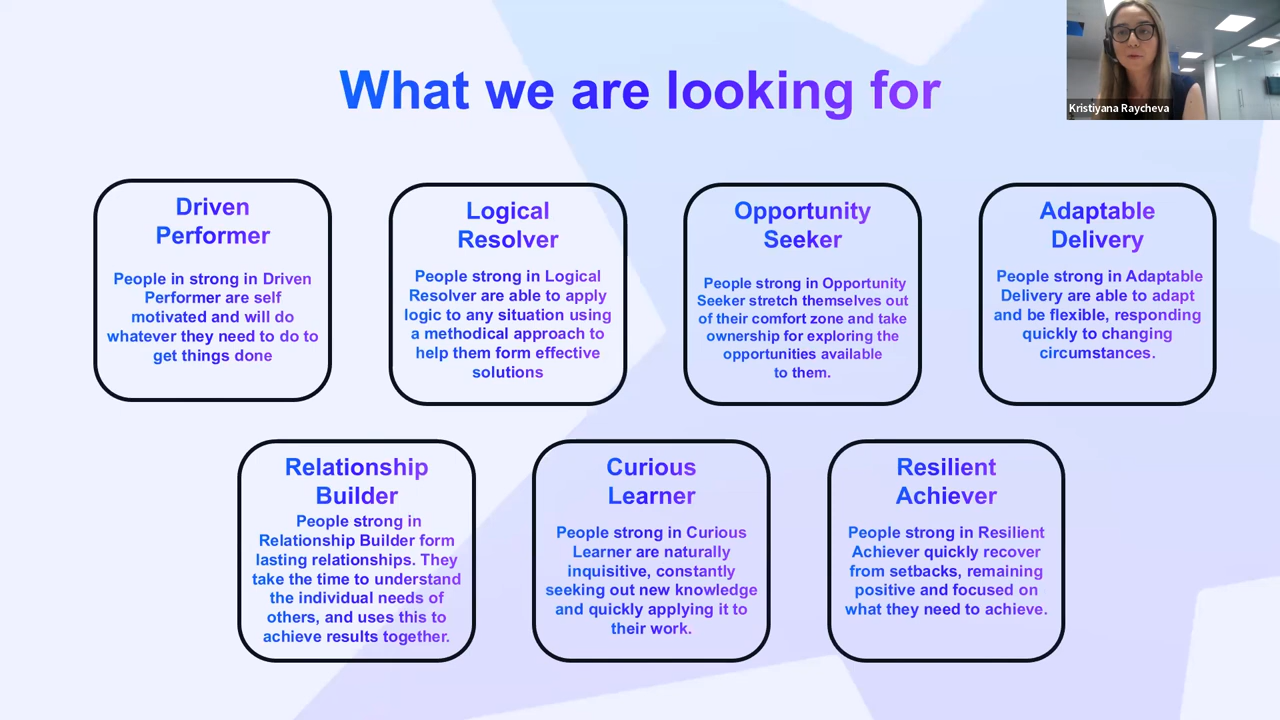 What we are looking for
Kristiyana Raycheva
Driven
Performer
People in strong in Driven
Performer are self
motivated and will do
whatever they need to do to
get things done
Logical
Resolver
People strong in Logical
Resolver are able to apply
logic to any situation using
a methodical approach to
help them form effective
solutions
Opportunity
Seeker
People strong in Opportunity
Seeker stretch themselves out
of their comfort zone and take
ownership for exploring the
opportunities available
to them.
Adaptable
Delivery
People strong in Adaptable
Delivery are able to adapt
and be flexible, responding
quickly to changing
circumstances.
Relationship
Builder
People strong in
Relationship Builder form
lasting relationships. They
take the time to understand
the individual needs of
others, and uses this to
achieve results together.
Curious
Learner
People strong in Curious
Learner are naturally
inquisitive, constantly
seeking out new knowledge
and quickly applying it to
their work.
Resilient
Achiever
People strong in Resilient
Achiever quickly recover
from setbacks, remaining
positive and focused on
what they need to achieve.